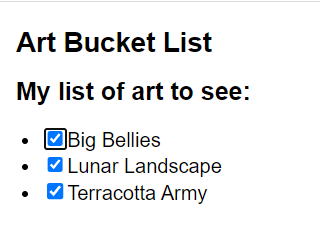 Art Bucket List
My list of art to see:
Big Bellies
Lunar Landscape
Terracotta Army